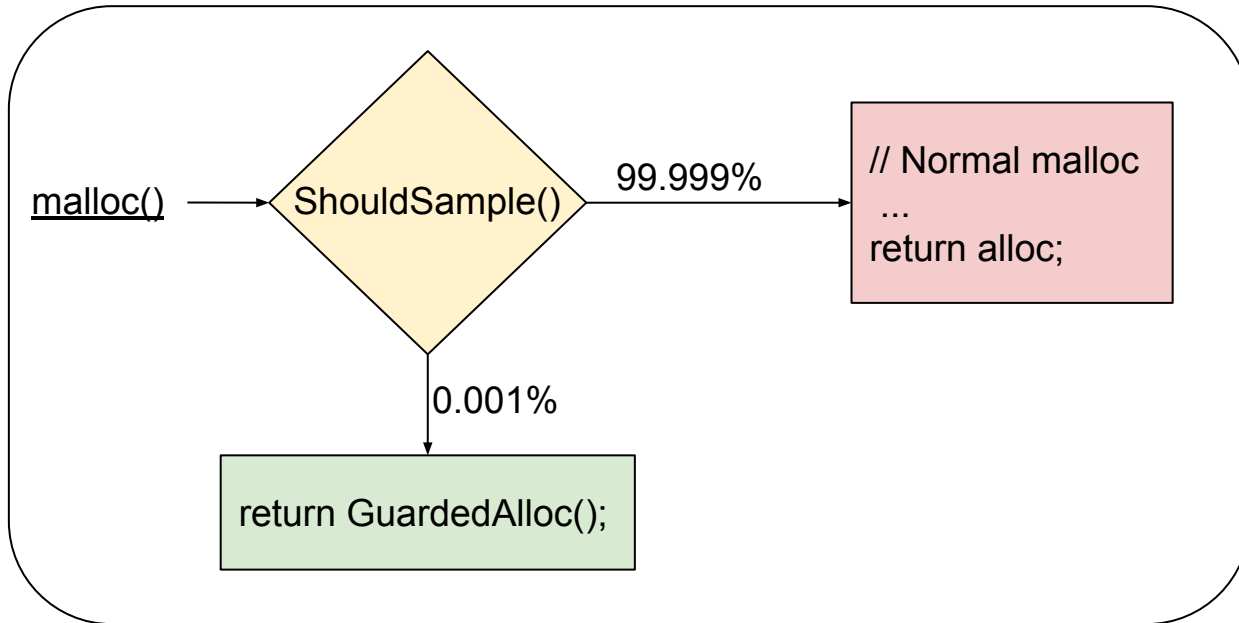 malloc()
ShouldSample()
99.999%
// Normal malloc
...
return alloc;
0.001%
return GuardedAlloc();